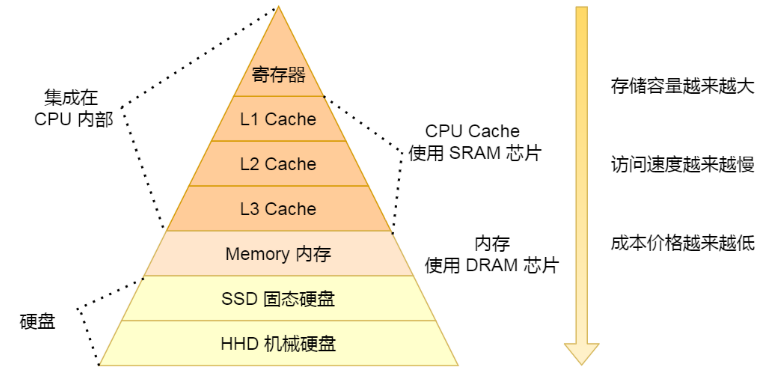 寄存器
L1 Cache
L2 Cache
L3 Cache
Memory 内存
SSD 固态硬盘
HHD 机械硬盘
集成在
CPU 内部
硬盘
CPU Cache
使用 SRAM 芯片
内存
使用 DRAM 芯片
存储容量越来越大
访问速度越来越慢
成本价格越来越低